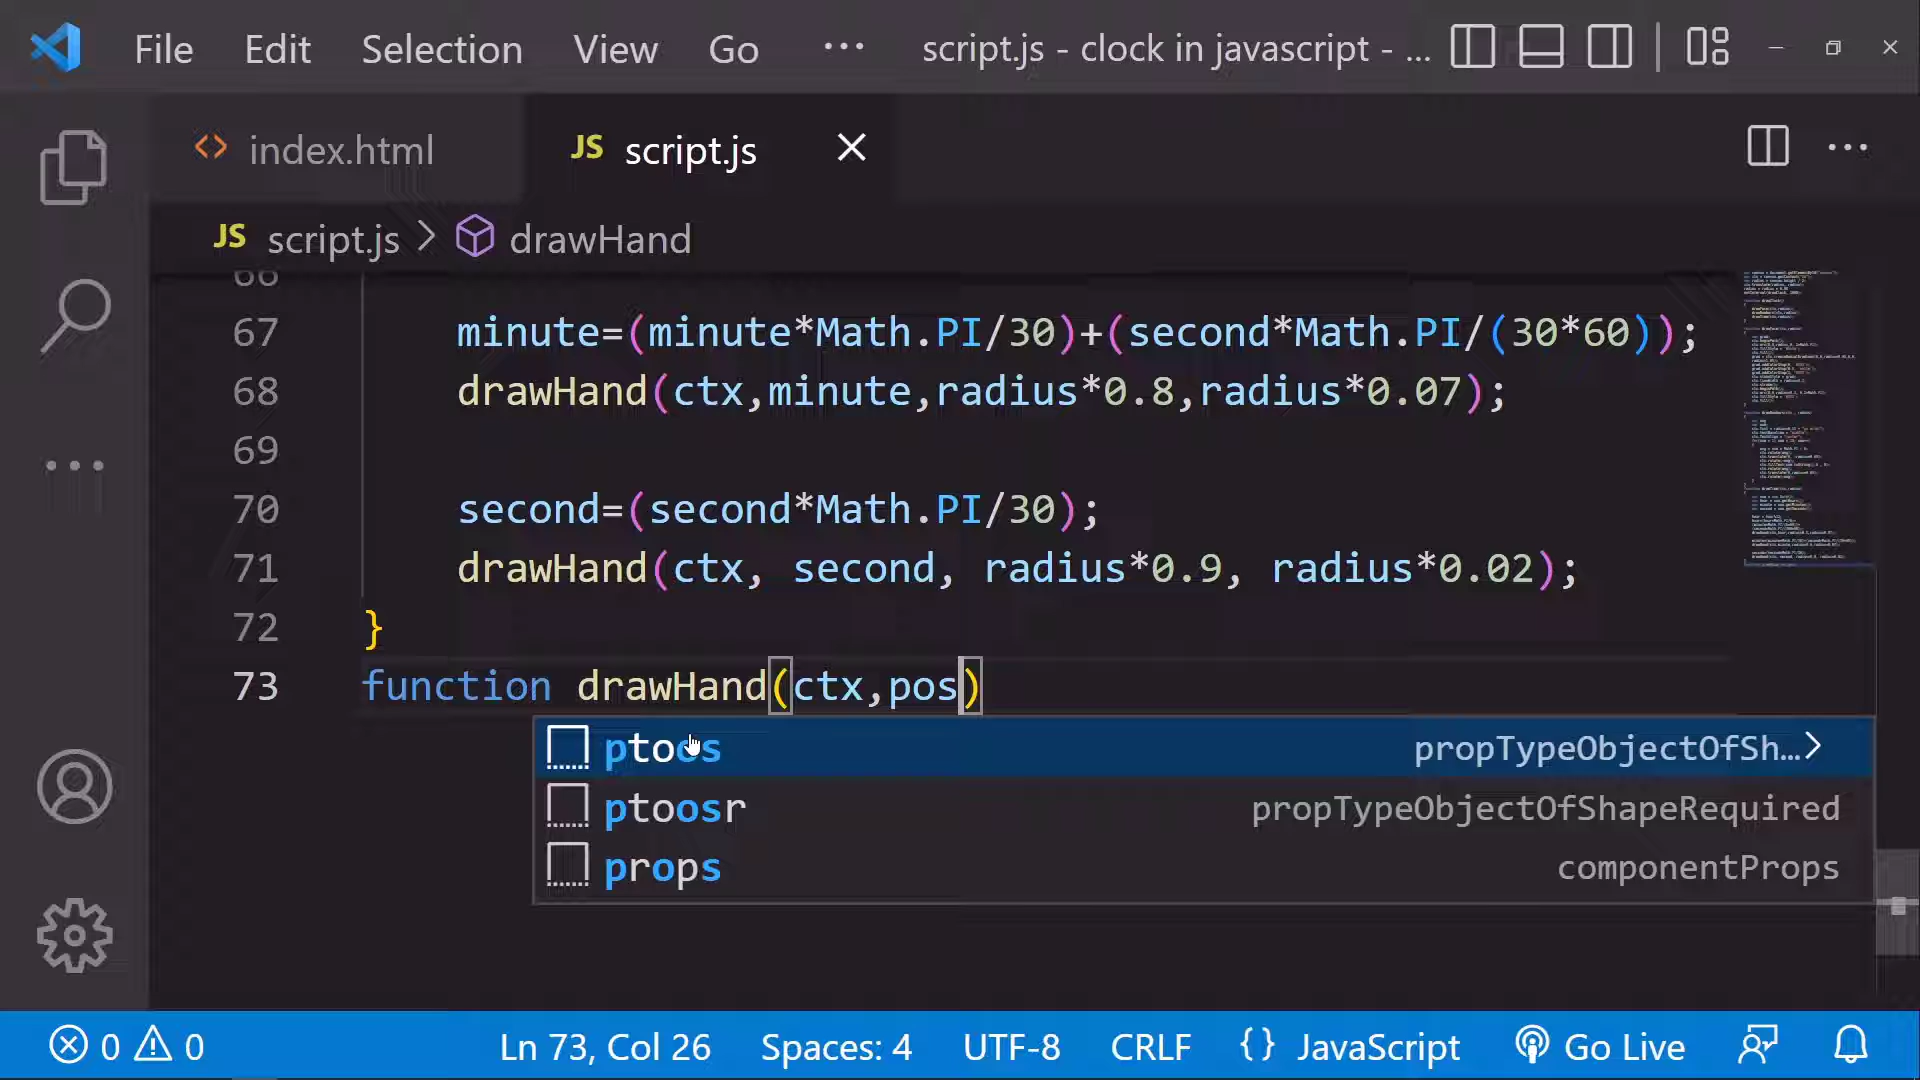 File Edit Selection View Go ... script.js - clock in javascript - ...
index.html JS script.js
JS script.js > drawHand
66
67 minute=(minute*Math.PI/30)+(second*Math.PI/(30*60));
68 drawHand(ctx,minute,radius*0.8,radius*0.07);
69
70 second=(second*Math.PI/30);
71 drawHand(ctx, second, radius*0.9, radius*0.02);
72 }
73 function drawHand(ctx,pos)
ptoos propTypeObjectOfSh...
ptoosr propTypeObjectOfShapeRequired
props componentProps
0 0 Ln 73, Col 26 Spaces: 4 UTF-8 CRLF {} JavaScript Go Live